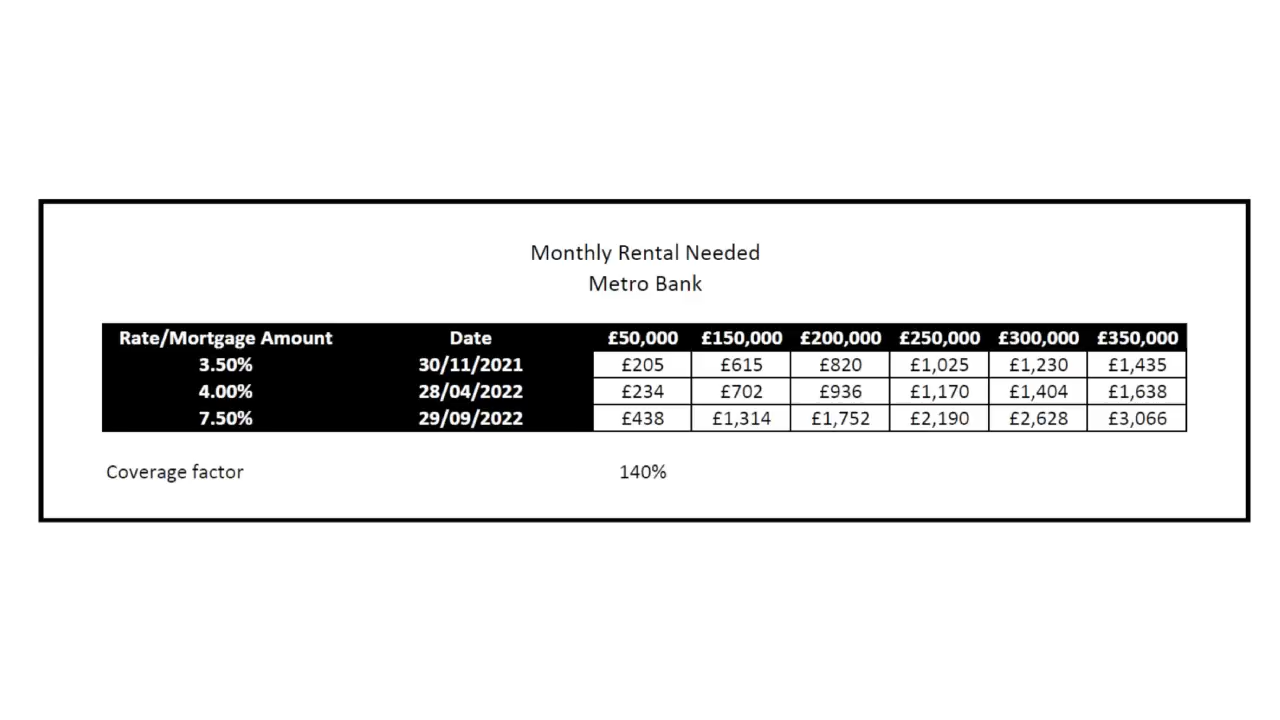 Monthly Rental Needed
Metro Bank
Rate/Mortgage Amount Date £50,000 £150,000 £200,000 £250,000 £300,000 £350,000
3.50% 30/11/2021 £205 £615 £820 £1,025 £1,230 £1,435
4.00% 28/04/2022 £234 £702 £936 £1,170 £1,404 £1,638
7.50% 29/09/2022 £438 £1,314 £1,752 £2,190 £2,628 £3,066
Coverage factor 140%